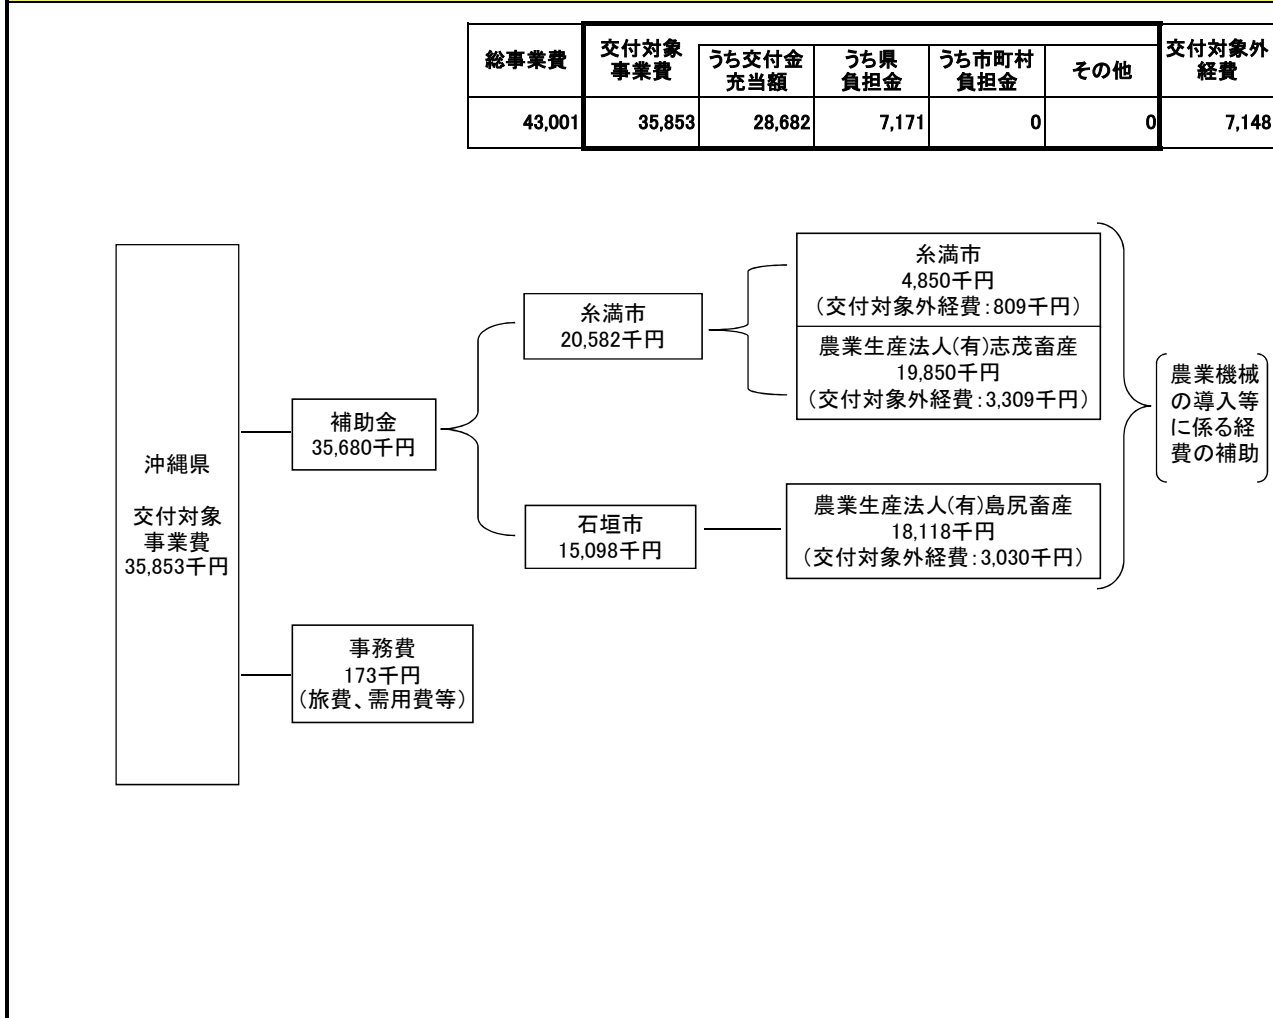 総事業費
交付対象
事業費
うち交付金
充当額
うち県
負担金
うち市町村
負担金
その他
交付対象外
経費
43,001
35,853
28,682
7,171
0
0
7,148
沖縄県
交付対象
事業費
35,853千円
補助金
35,680千円
事務費
173千円
(旅費、需用費等)
糸満市
20,582千円
石垣市
15,098千円
糸満市
4,850千円
(交付対象外経費:809千円)
農業生産法人(有)志茂畜産
19,850千円
(交付対象外経費:3,309千円)
農業生産法人(有)島尻畜産
18,118千円
(交付対象外経費:3,030千円)
農業機械
の導入等
に係る経
費の補助